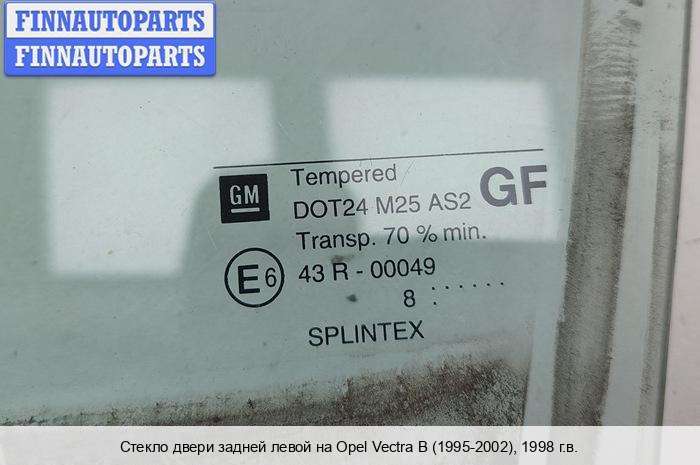 FINNAUTOPARTS
FINNAUTOPARTS
GM
Tempered
DOT24 M25 AS2
GF
Transp. 70 % min.
E6
43 R - 00049
8 : . . . . . .
SPLINTEX
Стекло двери задней левой на Opel Vectra B (1995-2002), 1998 г.в.